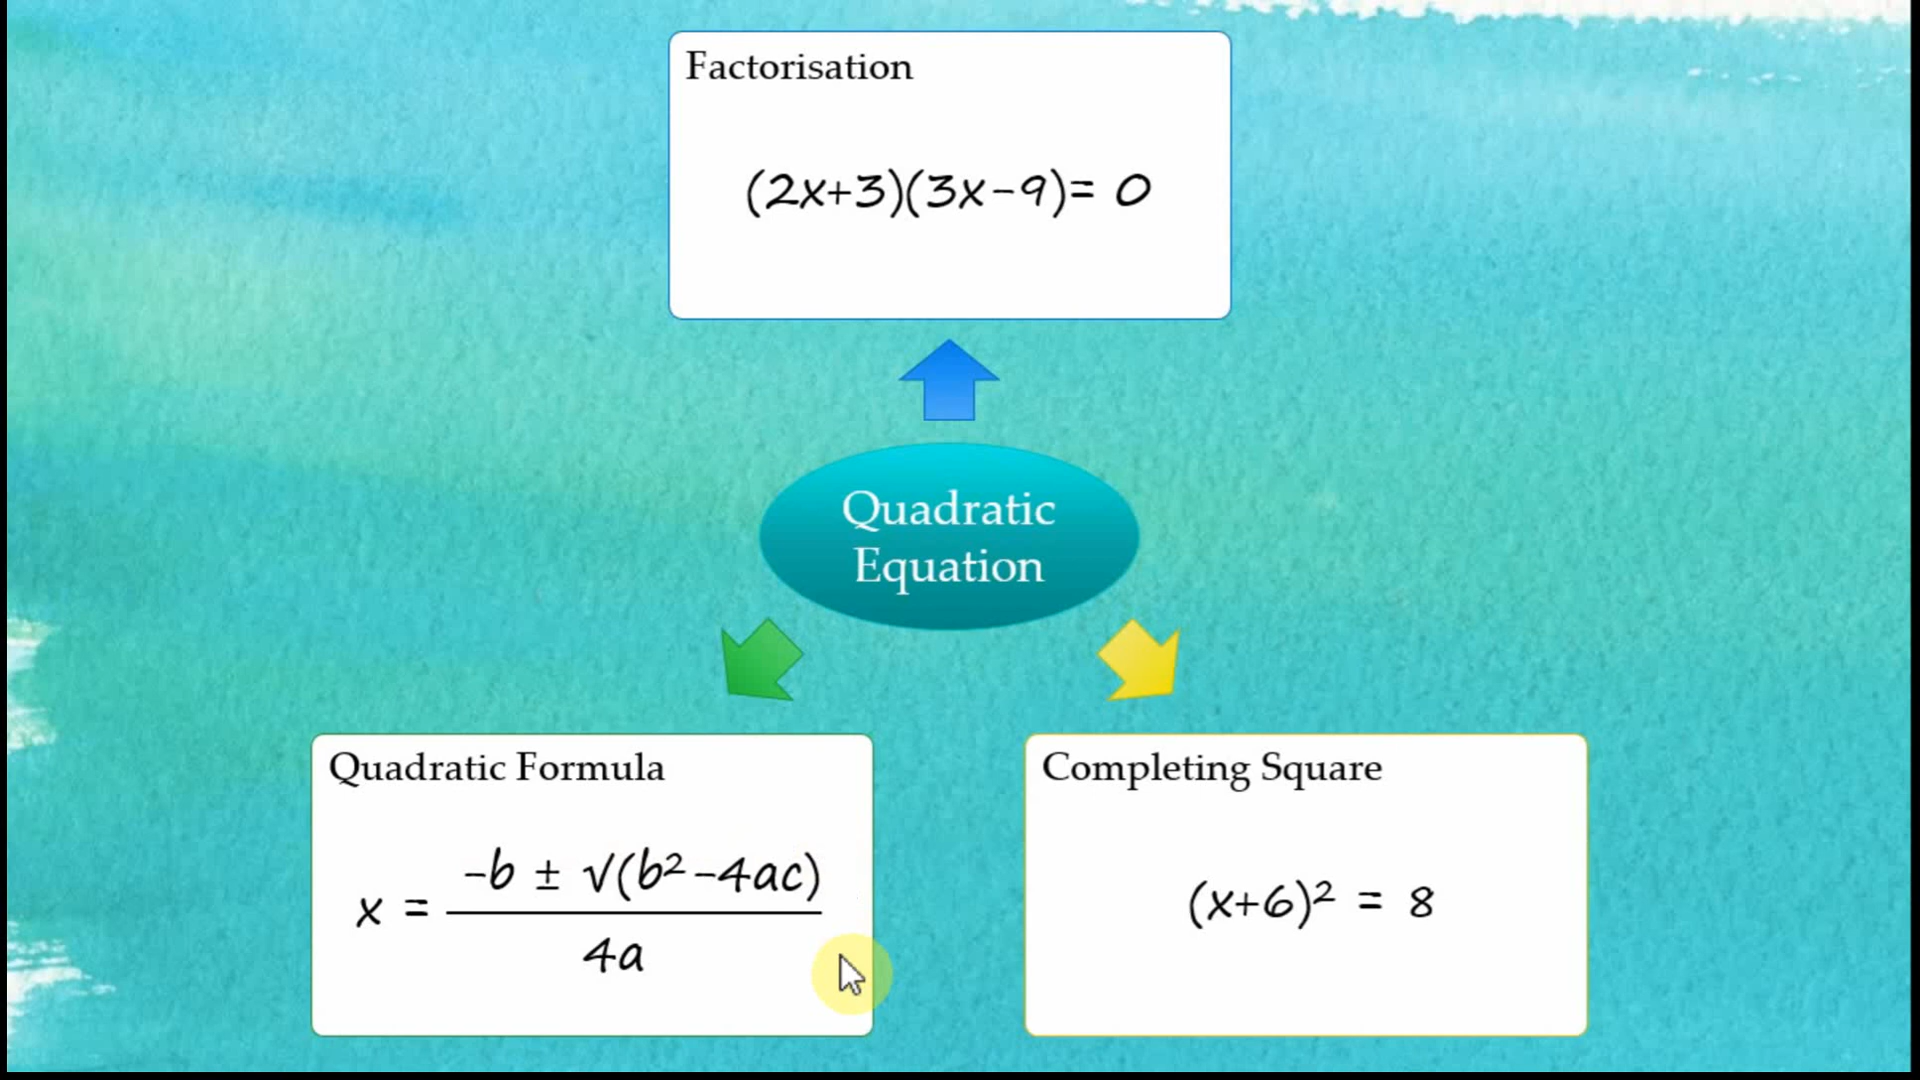 Factorisation
(2x+3)(3x-9)= 0
Quadratic
Equation
Quadratic Formula
x = -b ± √(b²-4ac)
4a
Completing Square
(x+6)² = 8